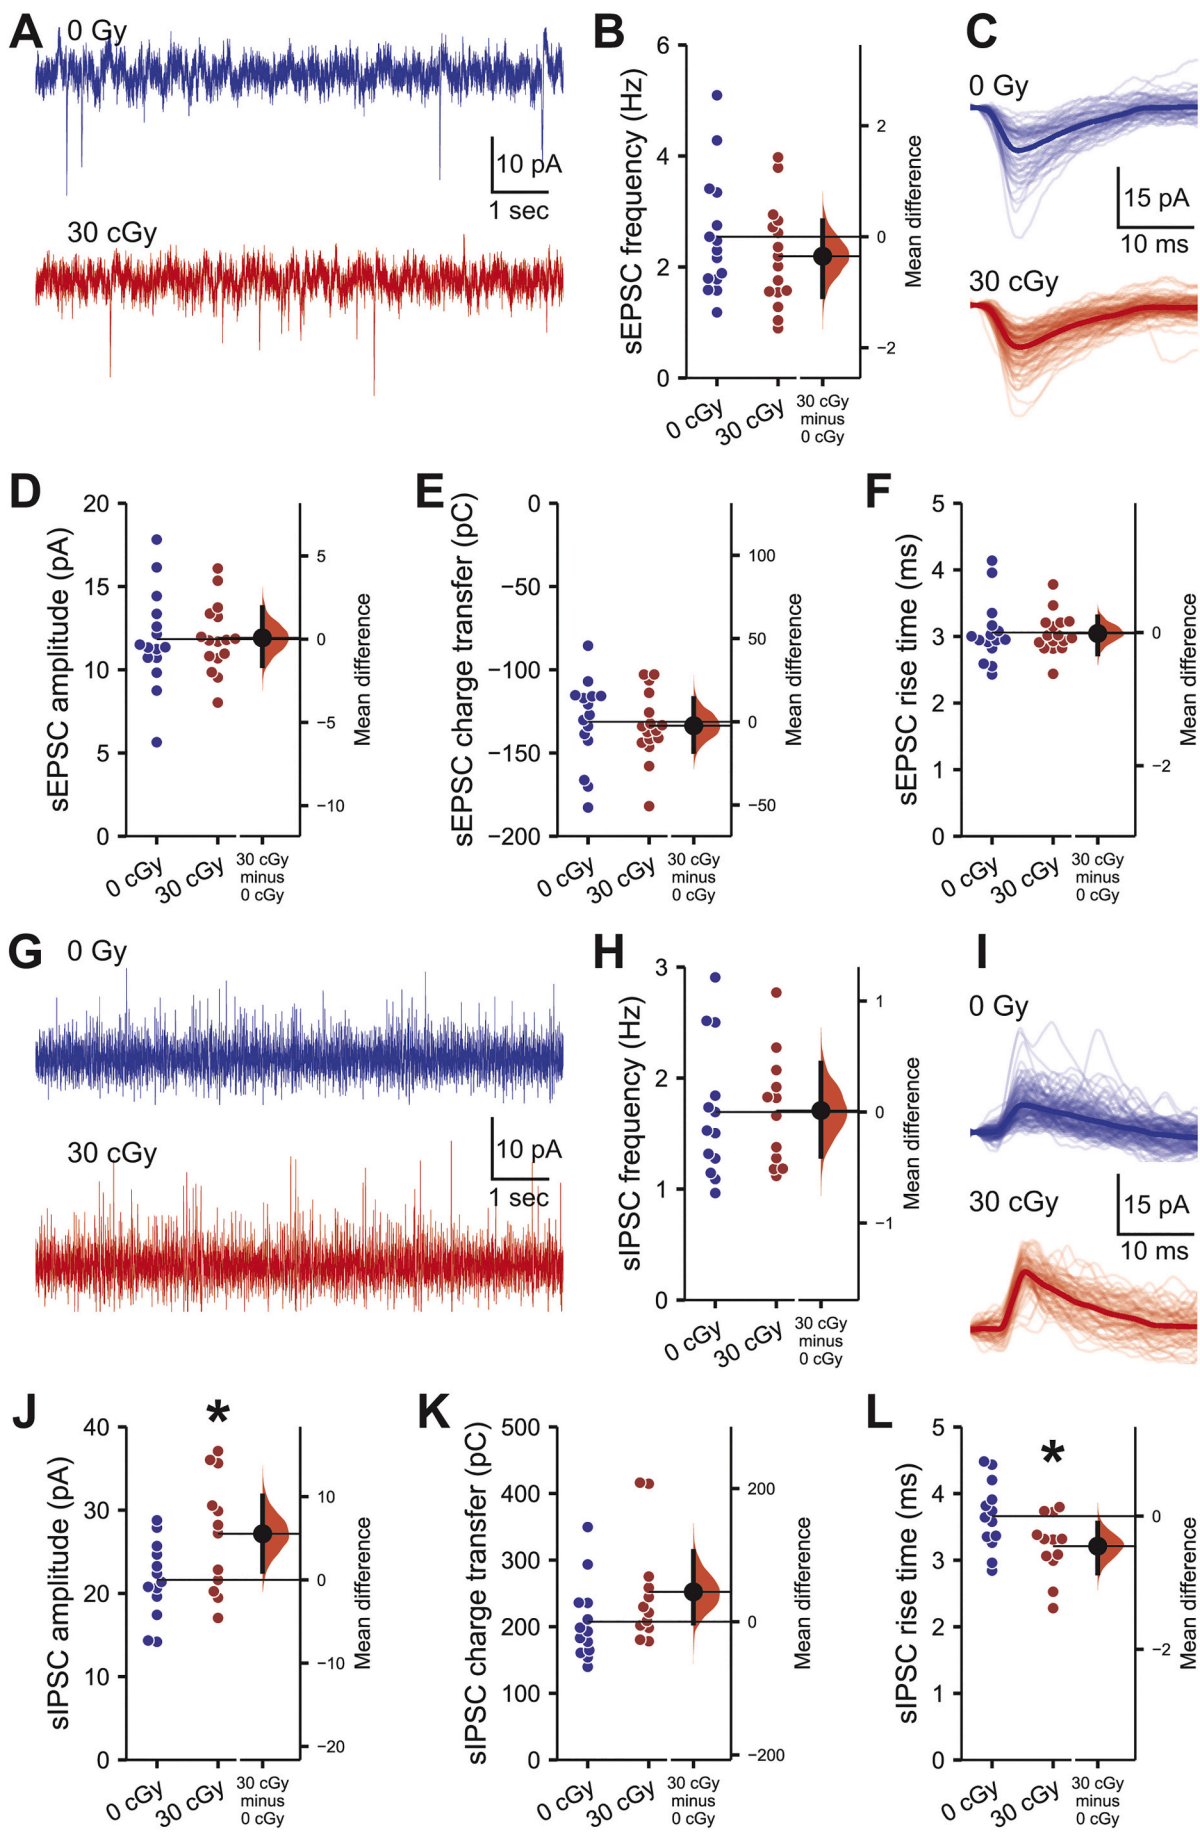 A
0 Gy
10 pA
1 sec
30 cGy
B
sEPSC frequency (Hz)
6
4
2
0
2
0
−2
Mean difference
0 cGy
30 cGy
30 cGy
minus
0 cGy
C
0 Gy
15 pA
10 ms
30 cGy
D
sEPSC amplitude (pA)
20
15
10
5
0
5
0
−5
−10
Mean difference
0 cGy
30 cGy
30 cGy
minus
0 cGy
E
sEPSC charge transfer (pC)
0
−50
−100
−150
−200
100
50
0
−50
Mean difference
0 cGy
30 cGy
30 cGy
minus
0 cGy
F
sEPSC rise time (ms)
5
4
3
2
1
0
0
−2
Mean difference
0 cGy
30 cGy
30 cGy
minus
0 cGy
G
0 Gy
10 pA
1 sec
30 cGy
H
sIPSC frequency (Hz)
3
2
1
0
1
0
−1
Mean difference
0 cGy
30 cGy
30 cGy
minus
0 cGy
I
0 Gy
15 pA
10 ms
30 cGy
J
sIPSC amplitude (pA)
40
30
20
10
0
*
10
0
−10
−20
Mean difference
0 cGy
30 cGy
30 cGy
minus
0 cGy
K
sIPSC charge transfer (pC)
500
400
300
200
100
0
200
0
−200
Mean difference
0 cGy
30 cGy
30 cGy
minus
0 cGy
L
sIPSC rise time (ms)
5
4
3
2
1
0
*
0
−2
Mean difference
0 cGy
30 cGy
30 cGy
minus
0 cGy